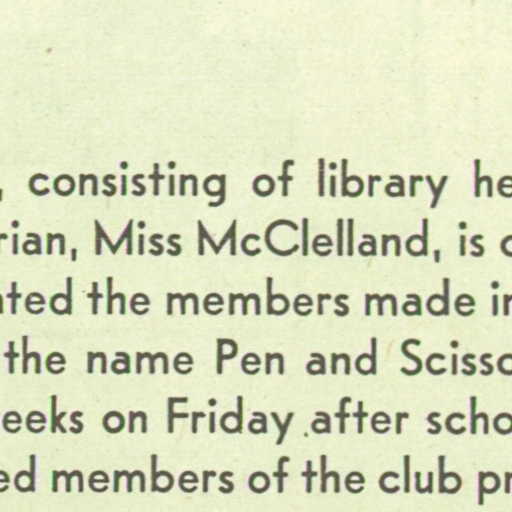 , consisting of library he
rian, Miss McClelland, is c
nted the members made in
the name Pen and Scisso
eeks on Friday after scho
ed members of the club pr